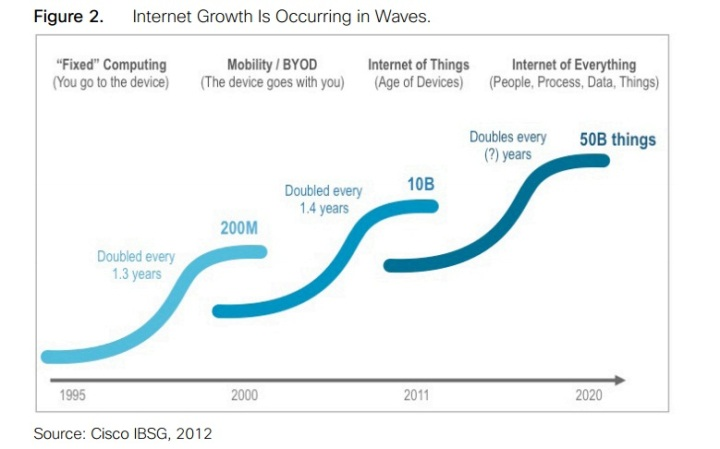 Figure 2. Internet Growth Is Occurring in Waves.
"Fixed" Computing
(You go to the device)
Mobility / BYOD
(The device goes with you)
Internet of Things
(Age of Devices)
Internet of Everything
(People, Process, Data, Things)
Doubled every
1.3 years
200M
Doubled every
1.4 years
10B
Doubles every
(?) years
50B things
1995
2000
2011
2020
Source: Cisco IBSG, 2012